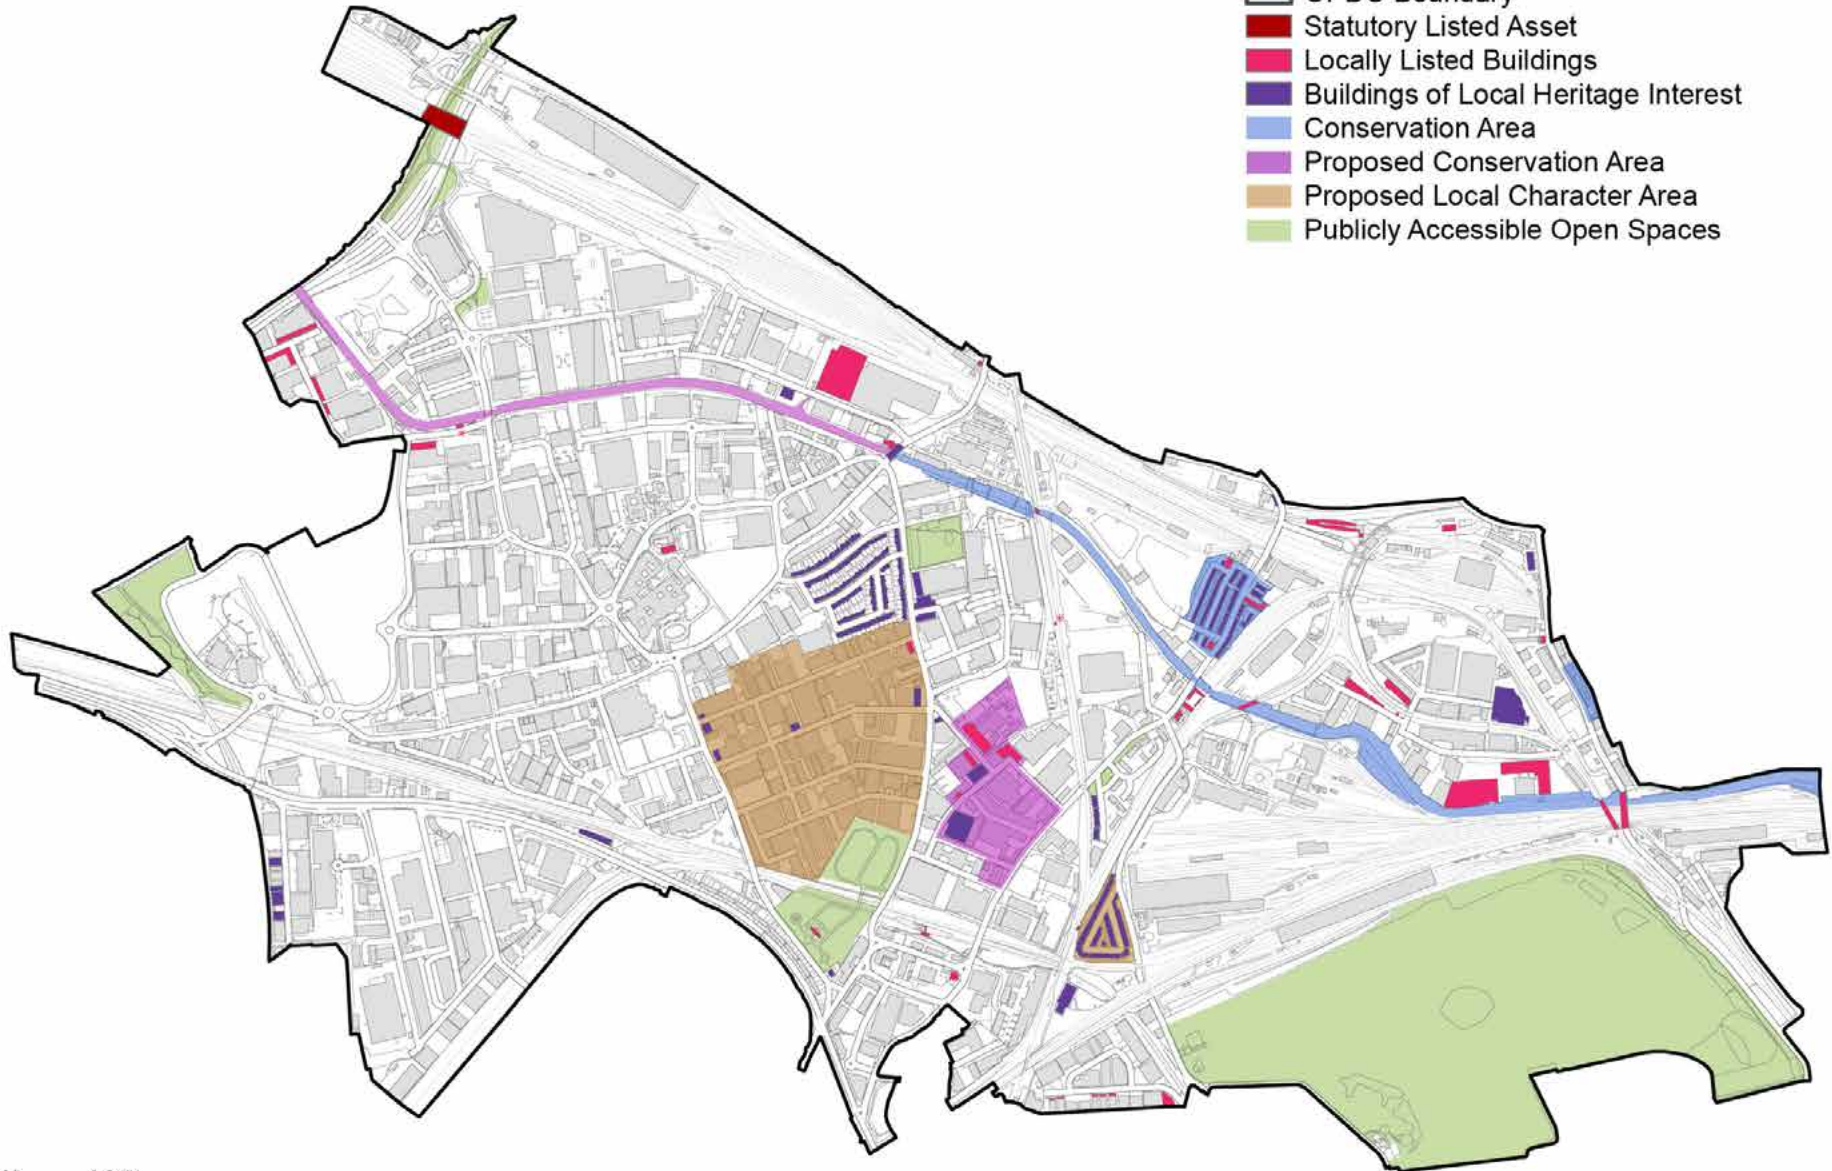 Statutory Listed Asset
Locally Listed Buildings
Buildings of Local Heritage Interest
Conservation Area
Proposed Conservation Area
Proposed Local Character Area
Publicly Accessible Open Spaces